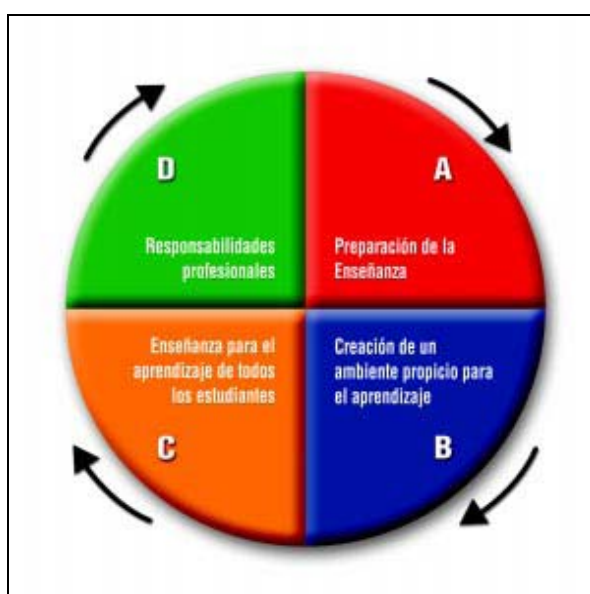 D
Responsabilidades
profesionales
A
Preparación de la
Enseñanza
Enseñanza para el
aprendizaje de todos
los estudiantes
C
Creación de un
ambiente propicio para
el aprendizaje
B